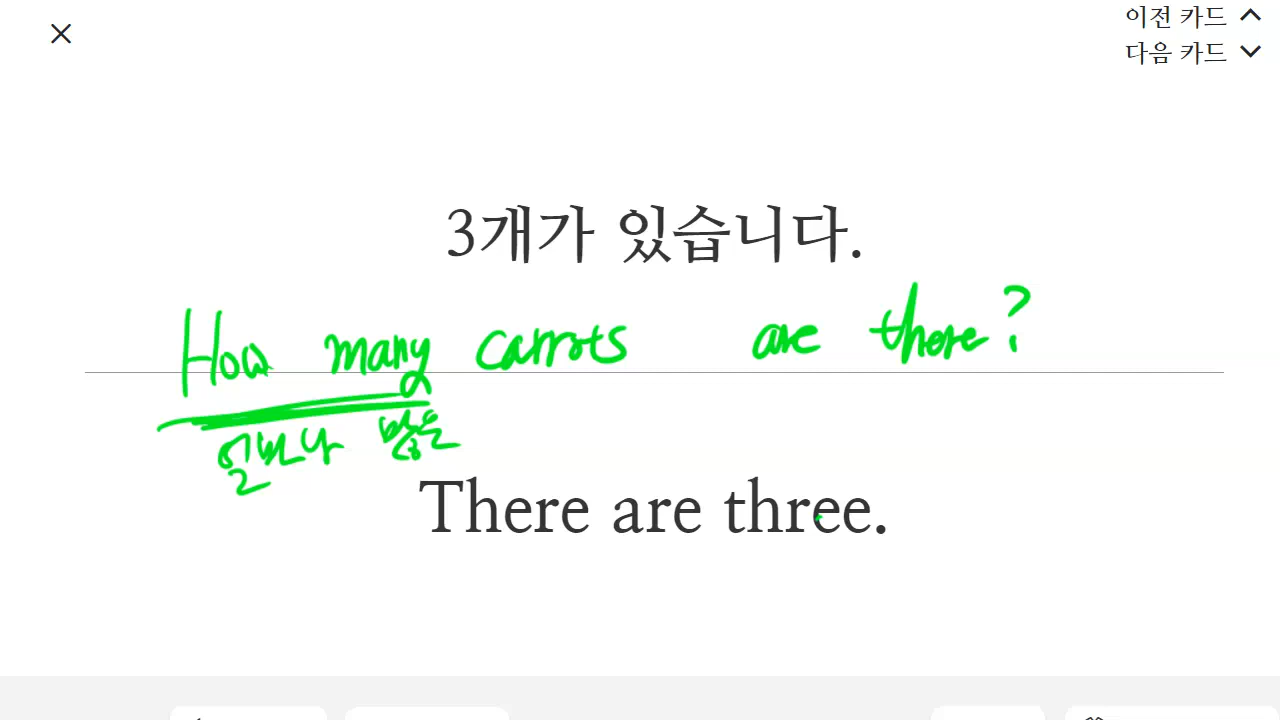 이전 카드
다음 카드
3개가 있습니다.
How many carrots are there?
얼마나 많은
There are three.